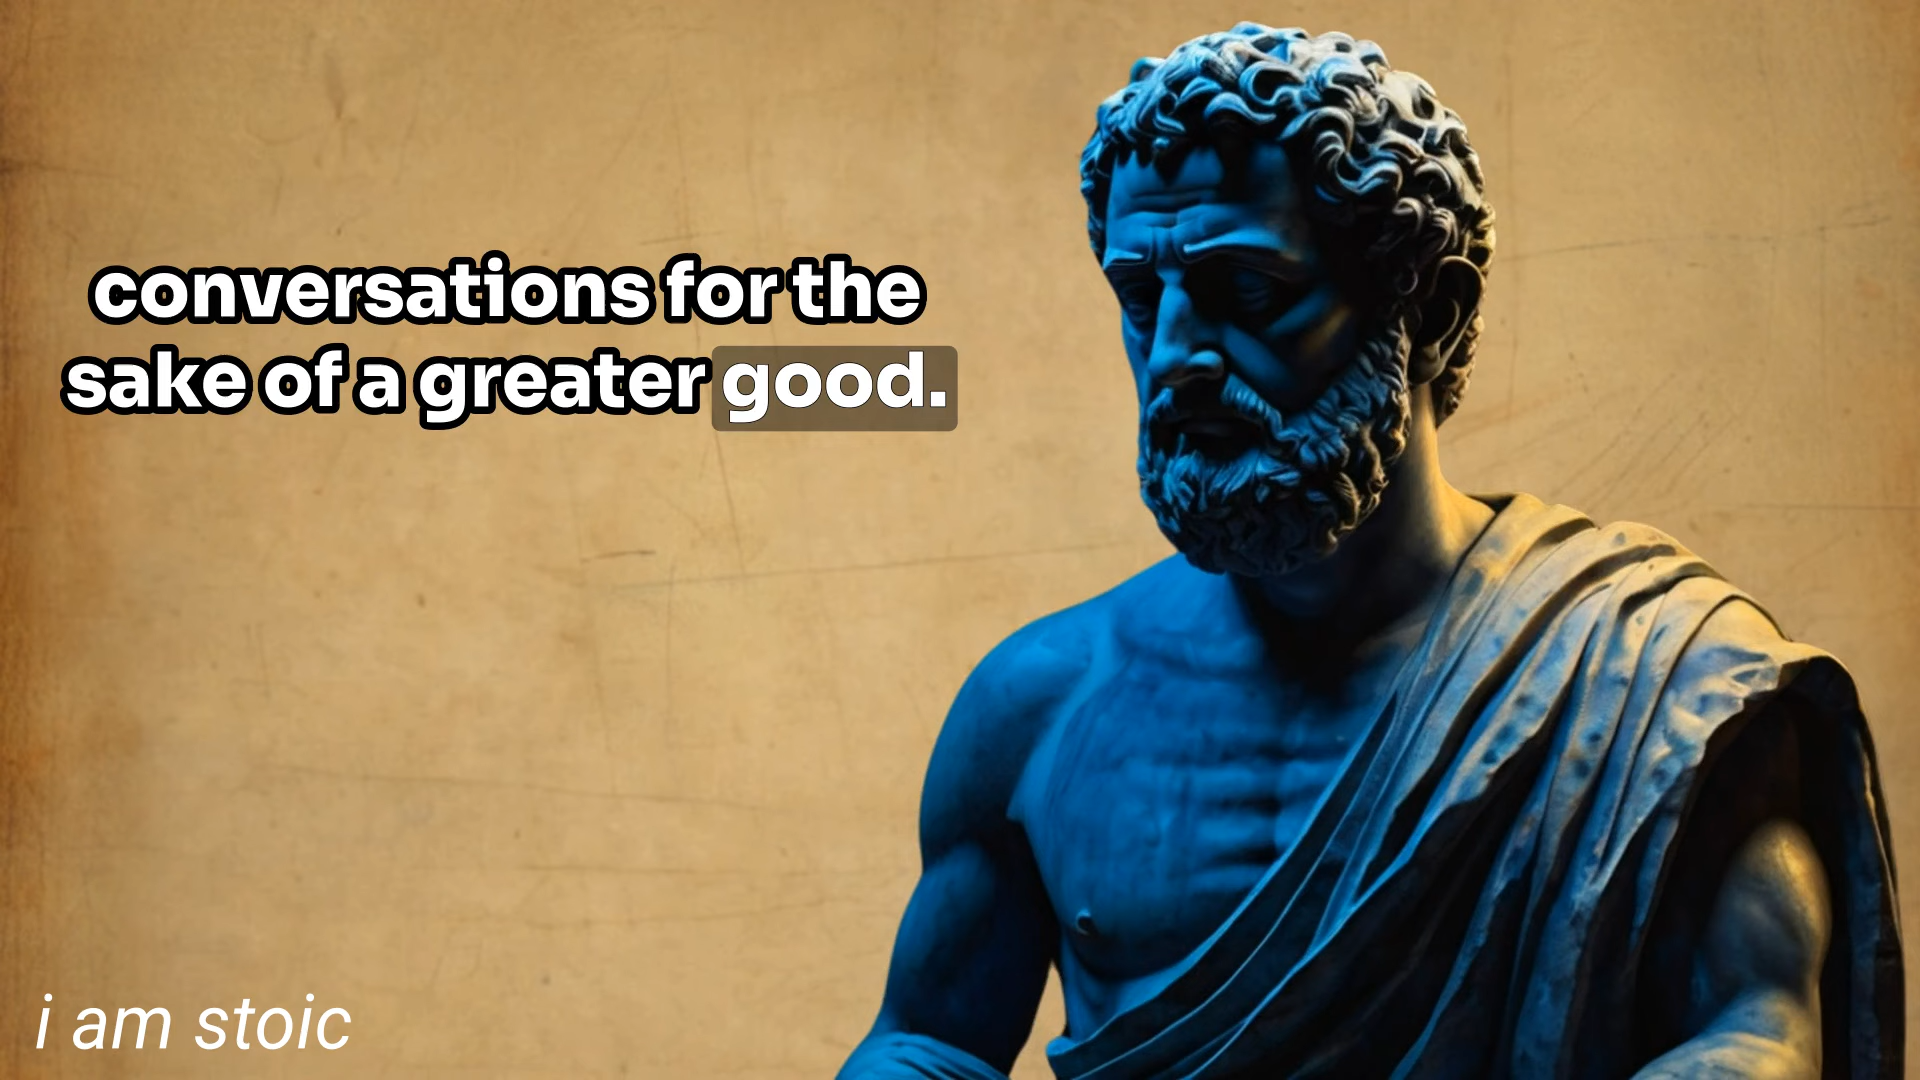 conversations for the
sake of a greater good.
i am stoic